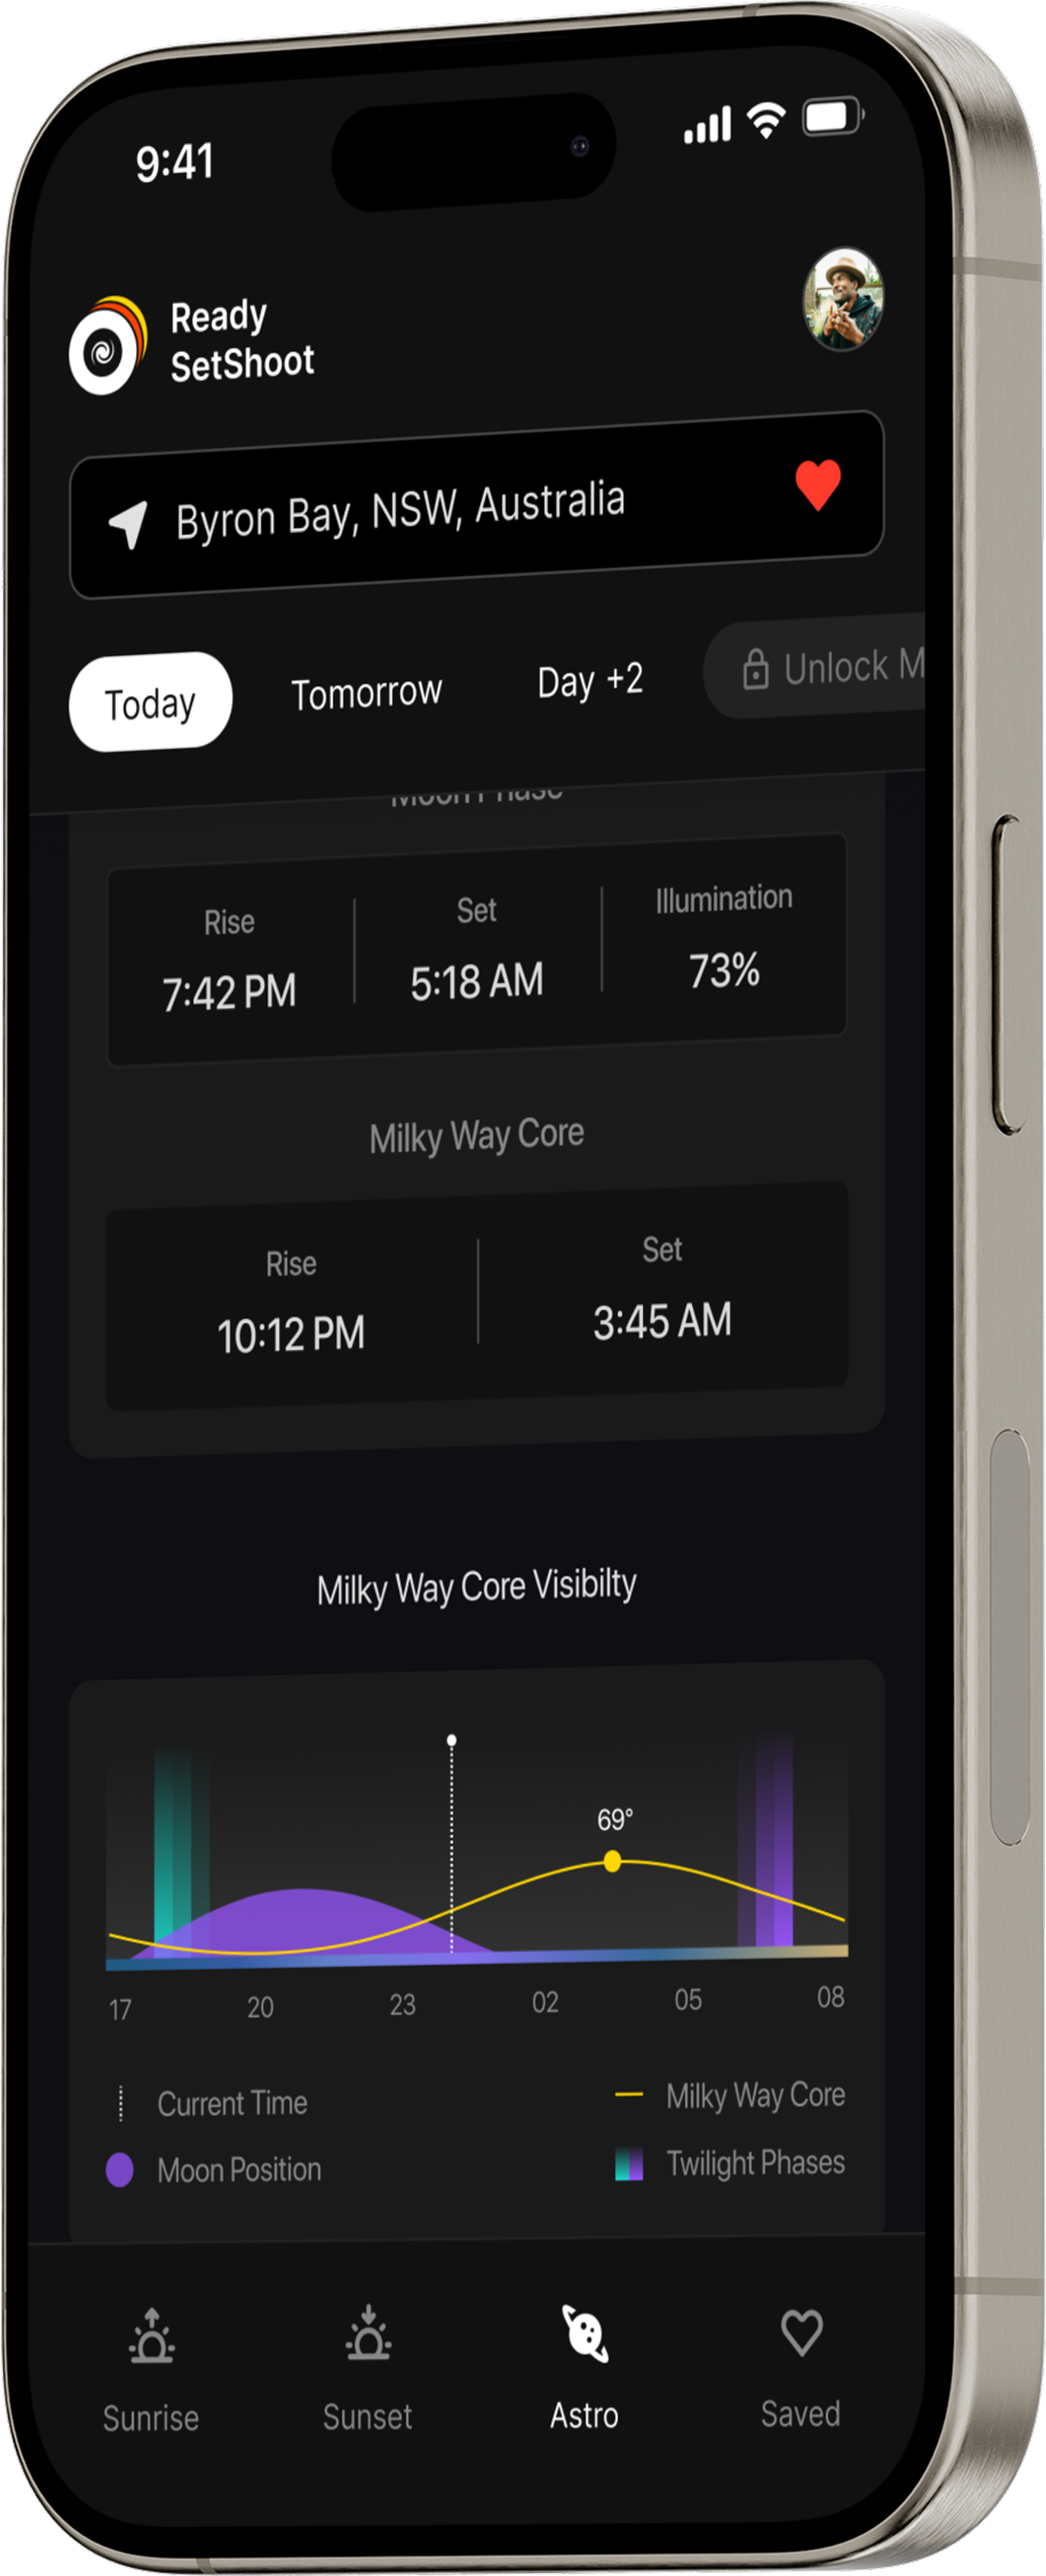 9:41
Ready
SetShoot
Byron Bay, NSW, Australia
Today Tomorrow Day +2 Unlock M
Moon Phase
Rise Set Illumination
7:42 PM 5:18 AM 73%
Milky Way Core
Rise Set
10:12 PM 3:45 AM
Milky Way Core Visibilty
69°
17 20 23 02 05 08
Current Time Milky Way Core
Moon Position Twilight Phases
Sunrise Sunset Astro Saved